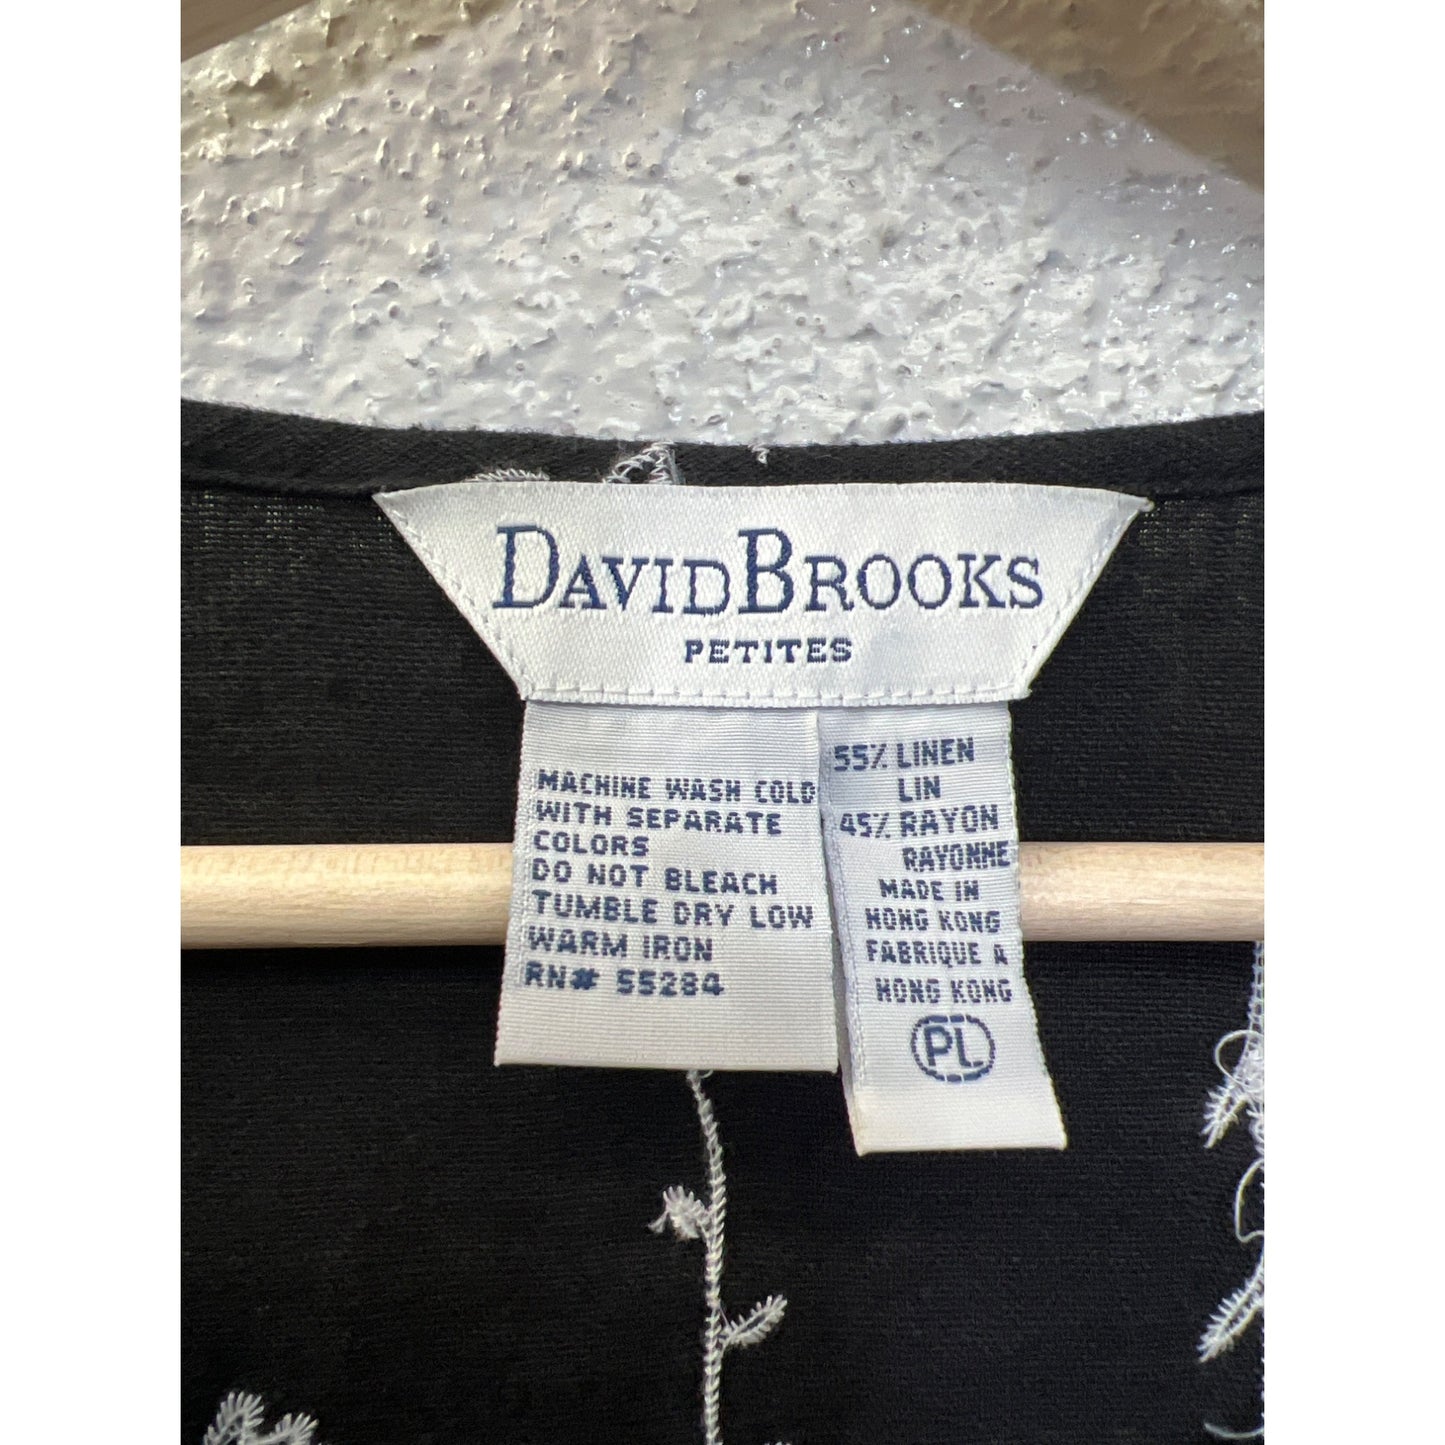 DAVIDBROOKS
PETITES
MACHINE WASH COLD
WITH SEPARATE
COLORS
DO NOT BLEACH
TUMBLE DRY LOW
WARM IRON
RN# 55284
55% LINEN
LIN
45% RAYON
RAYONNE
MADE IN
HONG KONG
FABRIQUE A
HONG KONG
PL